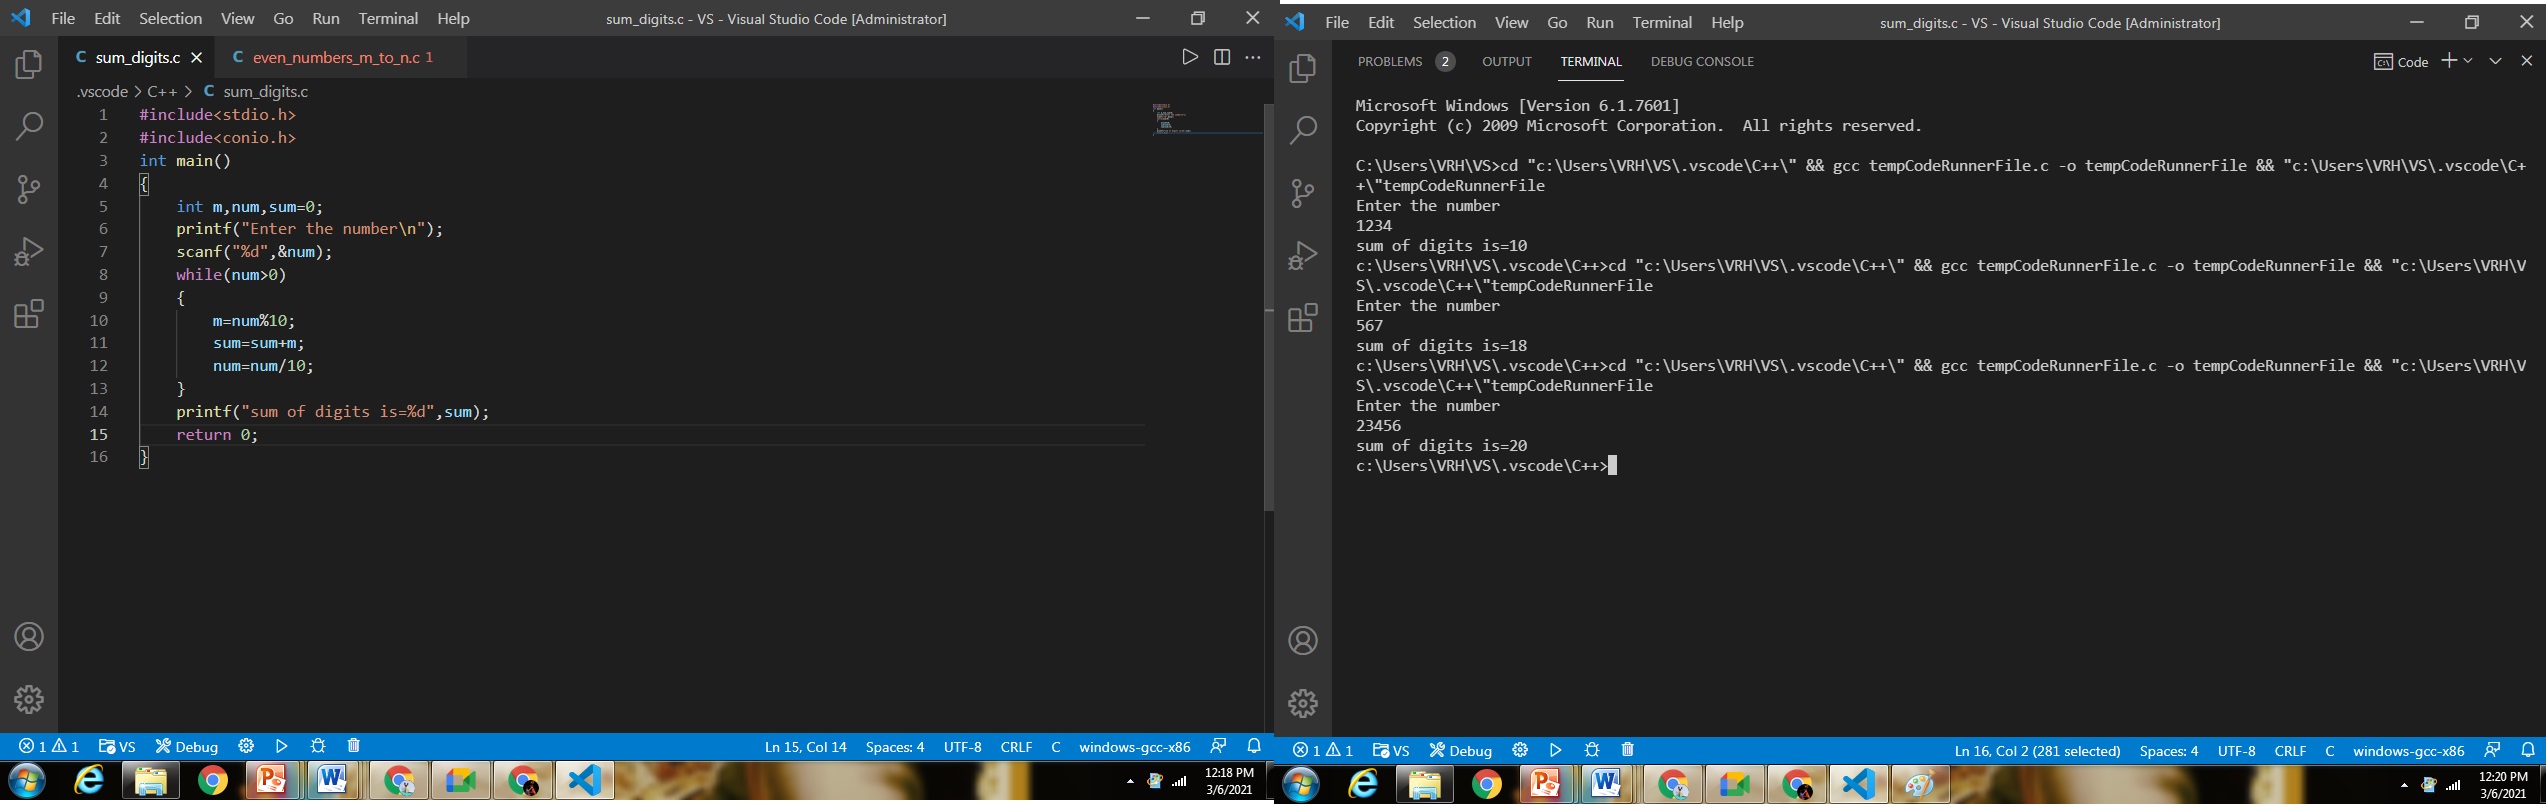 File Edit Selection View Go Run Terminal Help sum_digits.c - VS - Visual Studio Code [Administrator]
C sum_digits.c C even_numbers_m_to_n.c 1
.vscode > C++ > C sum_digits.c
1 #include<stdio.h>
2 #include<conio.h>
3 int main()
4 {
5 int m,num,sum=0;
6 printf("Enter the number\n");
7 scanf("%d",&num);
8 while(num>0)
9 {
10 m=num%10;
11 sum=sum+m;
12 num=num/10;
13 }
14 printf("sum of digits is=%d",sum);
15 return 0;
16 }
1 1 VS Debug Ln 15, Col 14 Spaces: 4 UTF-8 CRLF C windows-gcc-x86
12:18 PM
3/6/2021
File Edit Selection View Go Run Terminal Help sum_digits.c - VS - Visual Studio Code [Administrator]
PROBLEMS 2 OUTPUT TERMINAL DEBUG CONSOLE Code
Microsoft Windows [Version 6.1.7601]
Copyright (c) 2009 Microsoft Corporation.  All rights reserved.
C:\Users\VRH\VS>cd "c:\Users\VRH\VS\.vscode\C++\" && gcc tempCodeRunnerFile.c -o tempCodeRunnerFile && "c:\Users\VRH\VS\.vscode\C+
+\"tempCodeRunnerFile
Enter the number
1234
sum of digits is=10
c:\Users\VRH\VS\.vscode\C++>cd "c:\Users\VRH\VS\.vscode\C++\" && gcc tempCodeRunnerFile.c -o tempCodeRunnerFile && "c:\Users\VRH\V
S\.vscode\C++\"tempCodeRunnerFile
Enter the number
567
sum of digits is=18
c:\Users\VRH\VS\.vscode\C++>cd "c:\Users\VRH\VS\.vscode\C++\" && gcc tempCodeRunnerFile.c -o tempCodeRunnerFile && "c:\Users\VRH\V
S\.vscode\C++\"tempCodeRunnerFile
Enter the number
23456
sum of digits is=20
c:\Users\VRH\VS\.vscode\C++>
1 1 VS Debug Ln 16, Col 2 (281 selected) Spaces: 4 UTF-8 CRLF C windows-gcc-x86
12:20 PM
3/6/2021